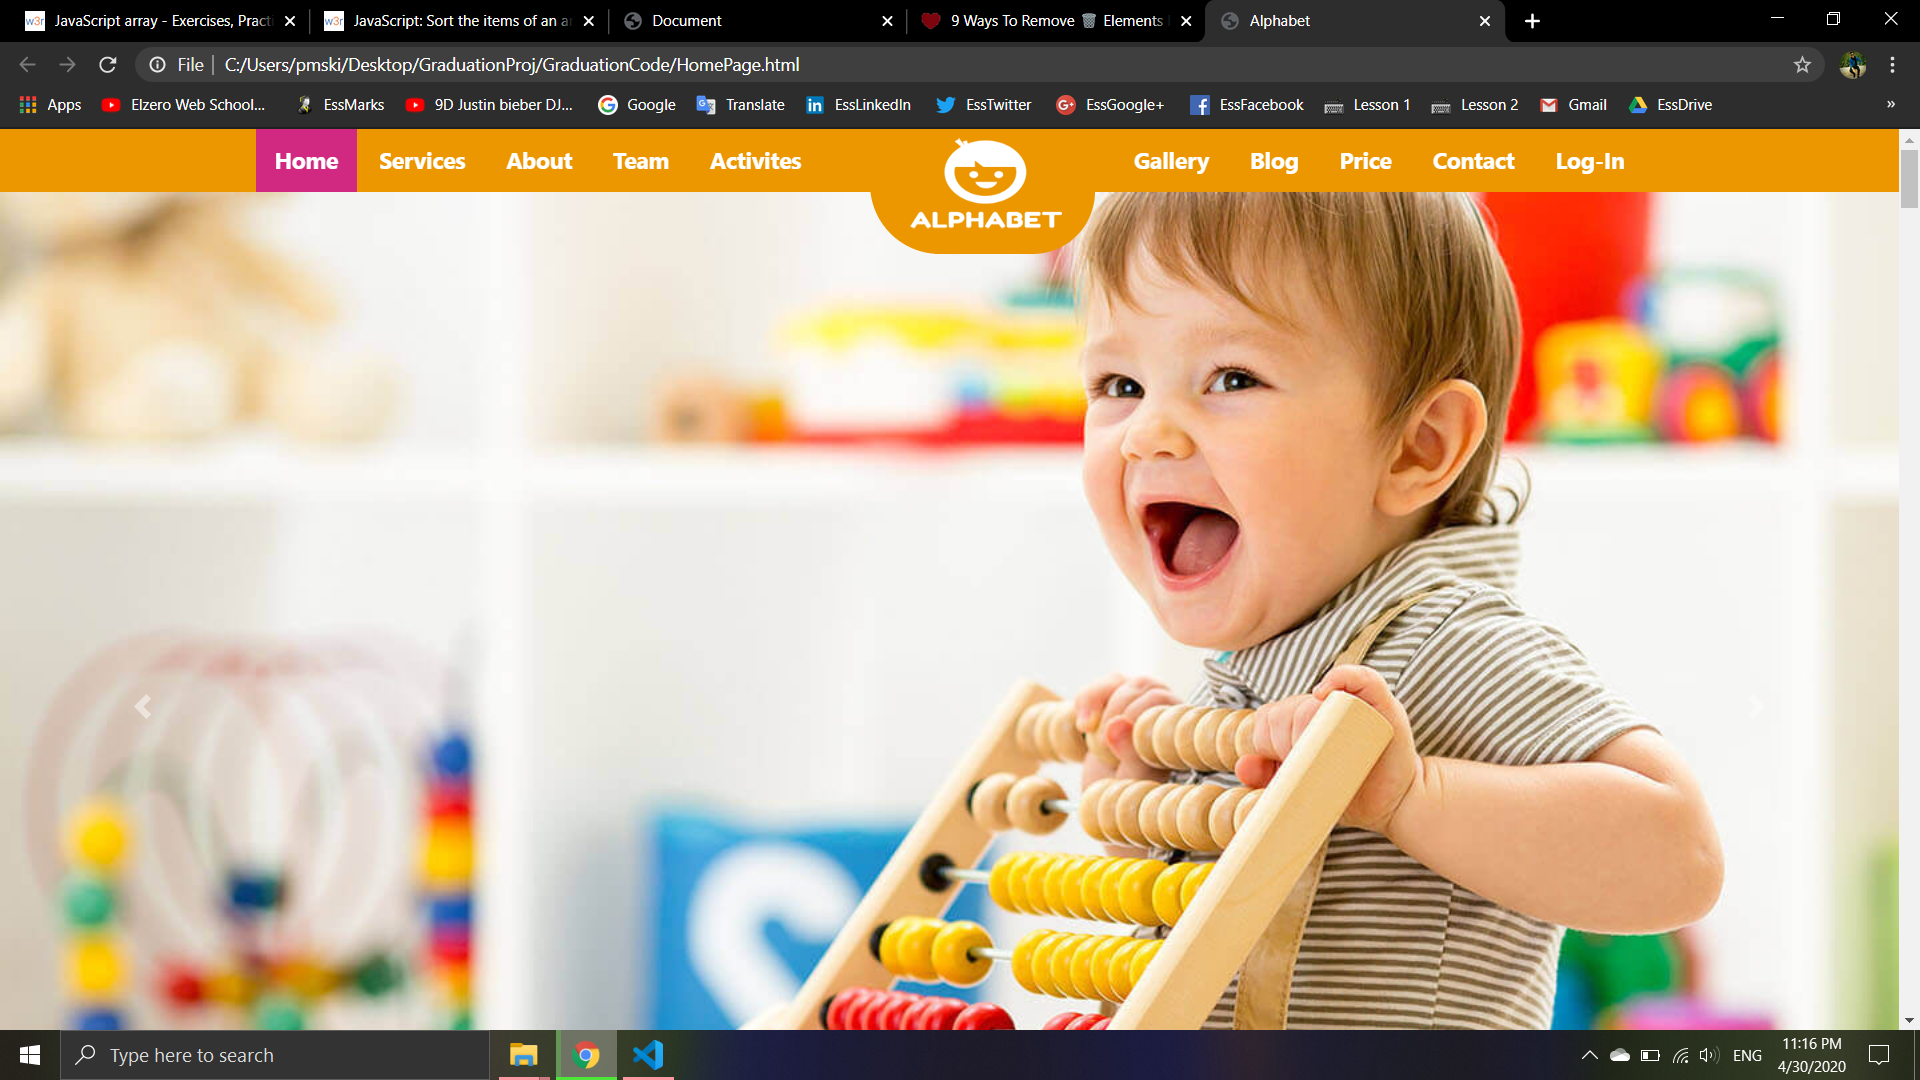 JavaScript array - Exercises, Practi
JavaScript: Sort the items of an a
Document
9 Ways To Remove 🗑️ Elements
Alphabet
File
C:/Users/pmski/Desktop/GraduationProj/GraduationCode/HomePage.html
Apps
Elzero Web School...
EssMarks
9D Justin bieber DJ...
Google
Translate
EssLinkedIn
EssTwitter
EssGoogle+
EssFacebook
Lesson 1
Lesson 2
Gmail
EssDrive
»
Home
Services
About
Team
Activites
ALPHABET
Gallery
Blog
Price
Contact
Log-In
Type here to search
ENG
11:16 PM
4/30/2020